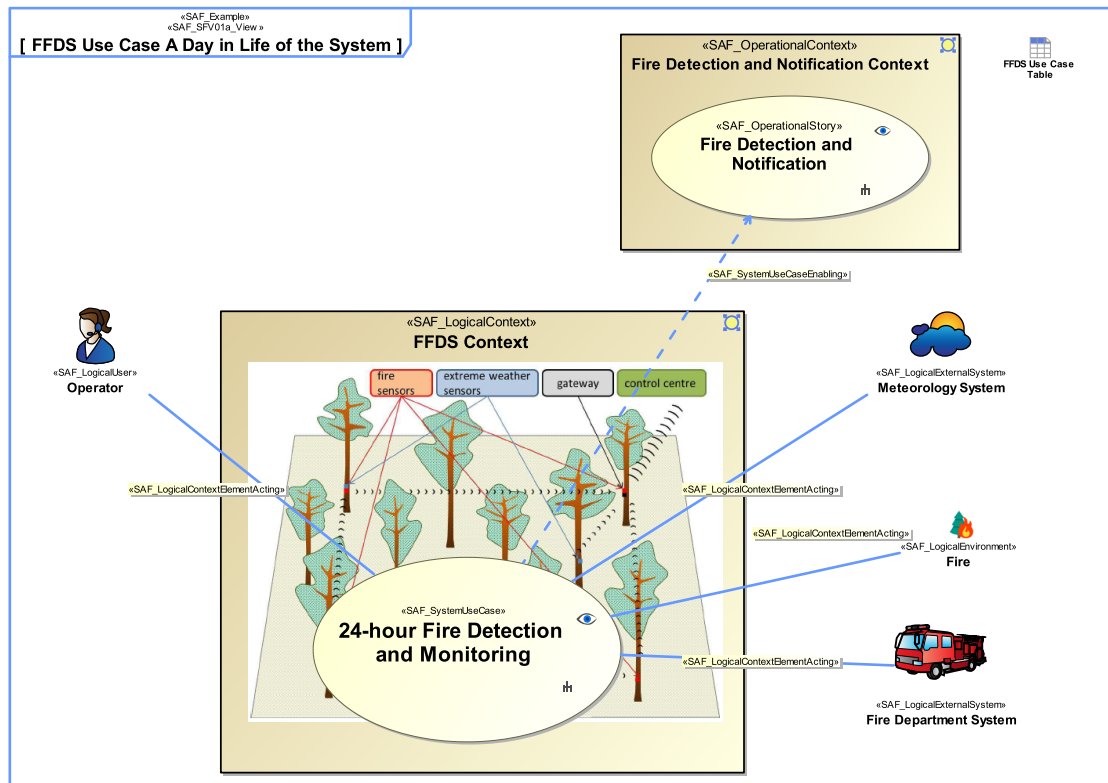 «SAF_Example»
«SAF_SFV01a_View »
[ FFDS Use Case A Day in Life of the System ]
«SAF_OperationalContext»
Fire Detection and Notification Context
«SAF_OperationalStory»
Fire Detection and
Notification
FFDS Use Case
Table
«SAF_SystemUseCaseEnabling»
«SAF_LogicalUser»
Operator
«SAF_LogicalContext»
FFDS Context
fire
sensors
extreme weather
sensors
gateway
control centre
«SAF_LogicalExternalSystem»
Meteorology System
«SAF_LogicalContextElementActing»
«SAF_LogicalContextElementActing»
«SAF_LogicalContextElementActing»
«SAF_LogicalEnvironment»
Fire
«SAF_SystemUseCase»
24-hour Fire Detection
and Monitoring
«SAF_LogicalContextElementActing»
«SAF_LogicalExternalSystem»
Fire Department System